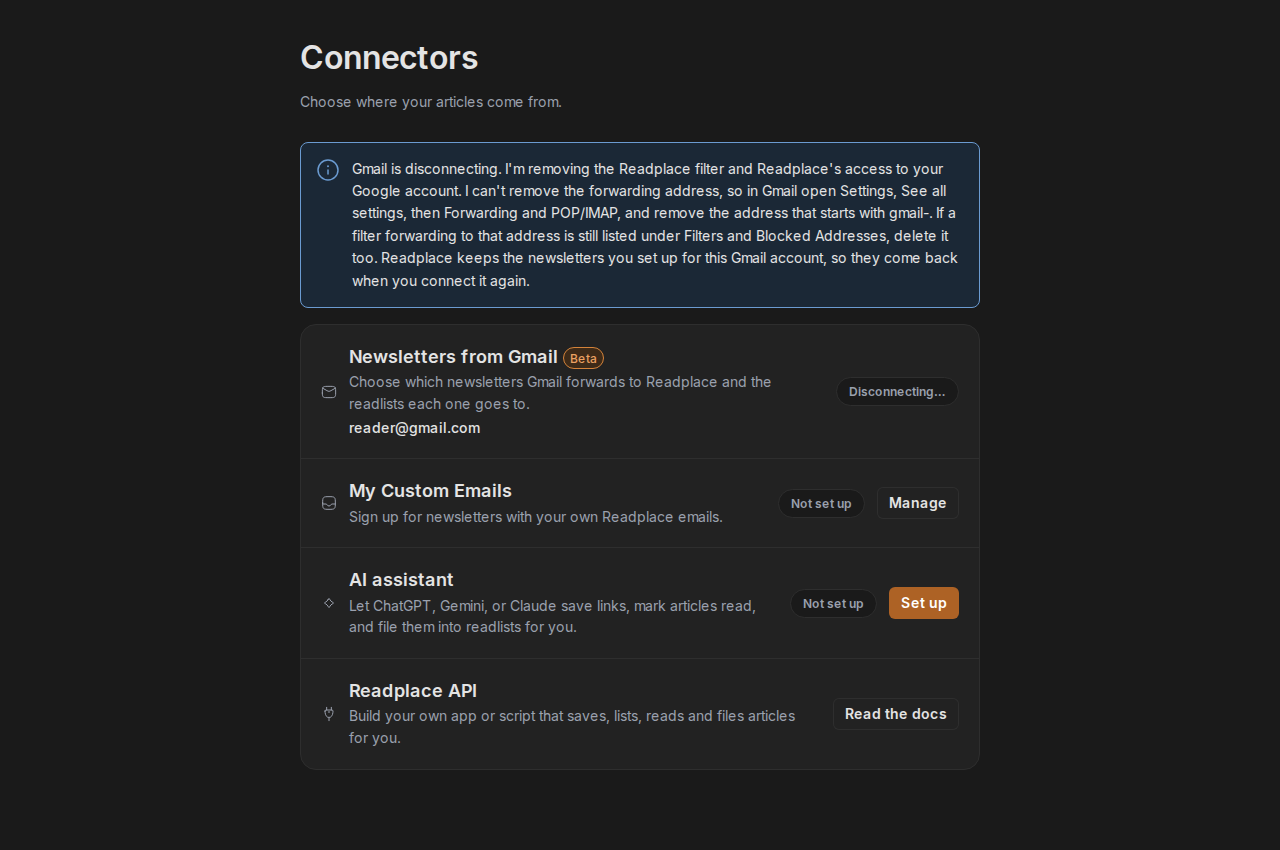 Connectors
Choose where your articles come from.
Gmail is disconnecting. I'm removing the Readplace filter and Readplace's access to your
Google account. I can't remove the forwarding address, so in Gmail open Settings, See all
settings, then Forwarding and POP/IMAP, and remove the address that starts with gmail-. If a
filter forwarding to that address is still listed under Filters and Blocked Addresses, delete it
too. Readplace keeps the newsletters you set up for this Gmail account, so they come back
when you connect it again.
Newsletters from Gmail Beta
Choose which newsletters Gmail forwards to Readplace and the
readlists each one goes to.
reader@gmail.com
Disconnecting…
My Custom Emails
Sign up for newsletters with your own Readplace emails.
Not set up
Manage
AI assistant
Let ChatGPT, Gemini, or Claude save links, mark articles read,
and file them into readlists for you.
Not set up
Set up
Readplace API
Build your own app or script that saves, lists, reads and files articles
for you.
Read the docs